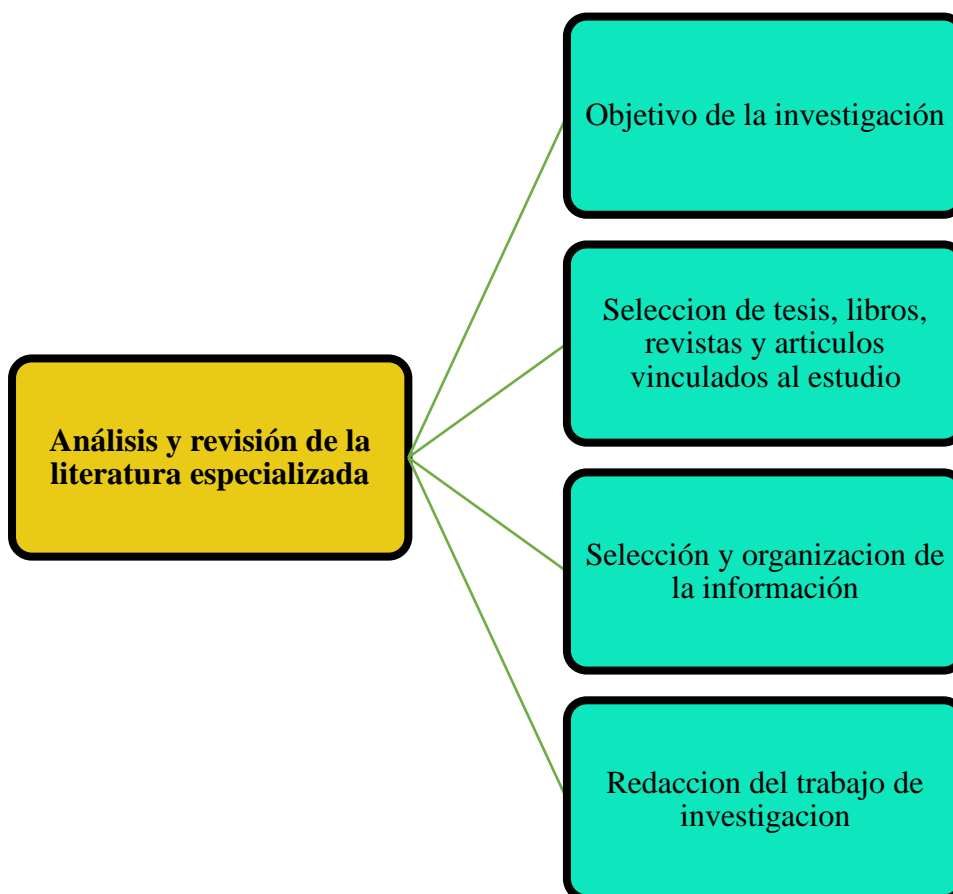 Objetivo de la investigación
Seleccion de tesis, libros,
revistas y articulos
vinculados al estudio
Análisis y revisión de la
literatura especializada
Selección y organizacion de
la información
Redaccion del trabajo de
investigacion